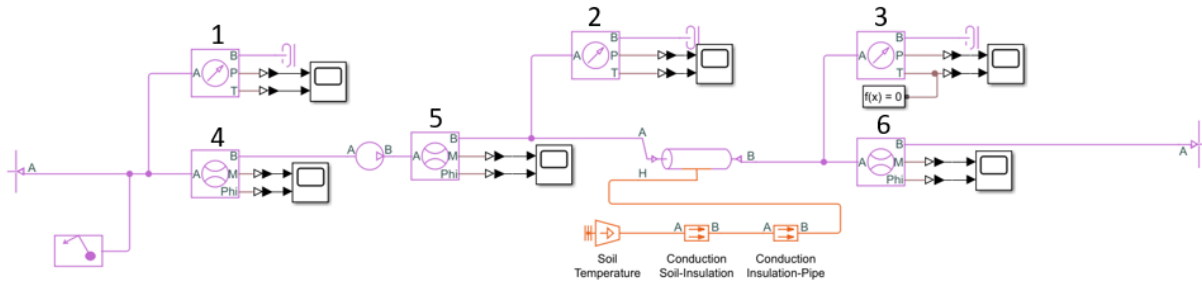 1
B
A
P
T
2
B
A
P
T
3
B
A
P
T
f(x) = 0
4
B
A
M
Phi
A
A B
5
B
A
M
Phi
A
B
H
6
B
A
M
Phi
A
A B
A B
Soil
Temperature
Conduction
Soil-Insulation
Conduction
Insulation-Pipe